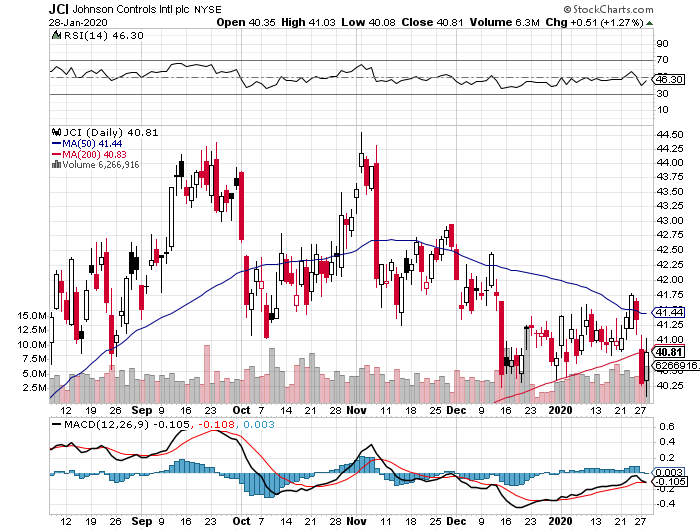 JCI Johnson Controls Intl plc NYSE
© StockCharts.com
28-Jan-2020
Open 40.35 High 41.03 Low 40.08 Close 40.81 Volume 6.3M Chg +0.51 (+1.27%)
RSI(14) 46.30
90
70
46.30
30
10
JCI (Daily) 40.81
MA(50) 41.44
MA(200) 40.83
Volume 6,266,916
44.50
44.25
44.00
43.75
43.50
43.25
43.00
42.75
42.50
42.25
42.00
41.75
41.44
41.25
41.00
40.81
6266916
40.25
15.0M
12.5M
10.0M
7.5M
5.0M
2.5M
12 19 26 Sep 9 16 23 Oct 7 14 21 28 Nov 11 18 25 Dec 9 16 23 2020 13 21 27
MACD(12,26,9) -0.105, -0.108, 0.003
0.6
0.4
0.2
0.003
-0.105
-0.2
-0.4
12 19 26 Sep 9 16 23 Oct 7 14 21 28 Nov 11 18 25 Dec 9 16 23 2020 13 21 27